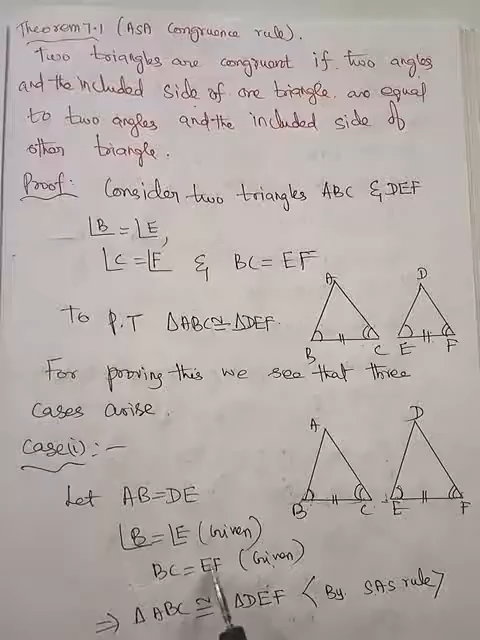 Theorem 7.1 (ASA Congruence rule).
Two triangles are congruent if two angles
and the included side of one triangle are equal
to two angles and the included side of
other triangle.
Proof: Consider two triangles ABC & DEF
∠B = ∠E,
∠C = ∠F & BC = EF
To P.T ΔABC ≅ ΔDEF.
A
D
B
C
E
F
For proving this we see that three
cases arise.
Case(i):-
A
D
B
C
E
F
Let AB = DE
∠B = ∠E (Given)
BC = EF (Given)
⇒ Δ ABC ≅ ΔDEF < By SAS rule>